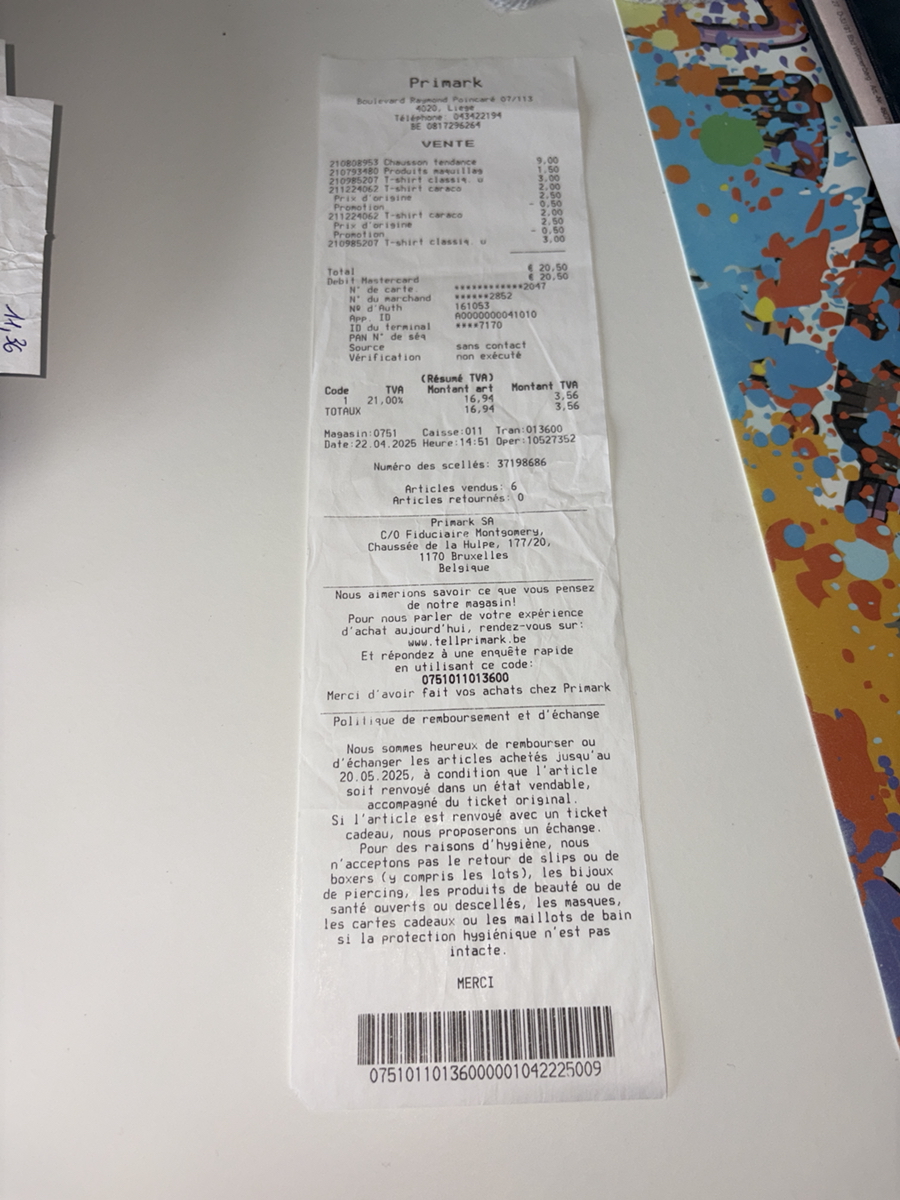 Primark
Boulevard Raymond Poincaré 07/113
4020, Liege
Téléphone: 043422194
BE 0817296264
VENTE
210808953 Chausson tendance 9,00
210793480 Produits maquillag 1,50
210985207 T-shirt classiq. u 3,00
211224062 T-shirt caraco 2,00
Prix d'origine 2,50
Promotion - 0,50
211224062 T-shirt caraco 2,00
Prix d'origine 2,50
Promotion - 0,50
210985207 T-shirt classiq. u 3,00
Total € 20,50
Debit Mastercard € 20,50
N° de carte. ************2047
N° du marchand ******2852
Nº d'Auth 161053
App. ID A0000000041010
ID du terminal ****7170
PAN N° de séq
Source sans contact
Vérification non exécuté
(Résumé TVA)
Code TVA Montant art Montant TVA
1 21,00% 16,94 3,56
TOTAUX 16,94 3,56
Magasin:0751 Caisse:011 Tran:013600
Date:22.04.2025 Heure:14:51 Oper:10527352
Numéro des scellés: 37198686
Articles vendus: 6
Articles retournés: 0
Primark SA
C/O Fiduciaire Montgomery,
Chaussée de la Hulpe, 177/20,
1170 Bruxelles
Belgique
Nous aimerions savoir ce que vous pensez
de notre magasin!
Pour nous parler de votre expérience
d'achat aujourd'hui, rendez-vous sur:
www.tellprimark.be
Et répondez à une enquête rapide
en utilisant ce code:
0751011013600
Merci d'avoir fait vos achats chez Primark
Politique de remboursement et d'échange
Nous sommes heureux de rembourser ou
d'échanger les articles achetés jusqu'au
20.05.2025, à condition que l'article
soit renvoyé dans un état vendable,
accompagné du ticket original.
Si l'article est renvoyé avec un ticket
cadeau, nous proposerons un échange.
Pour des raisons d'hygiène, nous
n'acceptons pas le retour de slips ou de
boxers (y compris les lots), les bijoux
de piercing, les produits de beauté ou de
santé ouverts ou descellés, les masques,
les cartes cadeaux ou les maillots de bain
si la protection hygiénique n'est pas
intacte.
MERCI
07510110136000001042225009
11,36